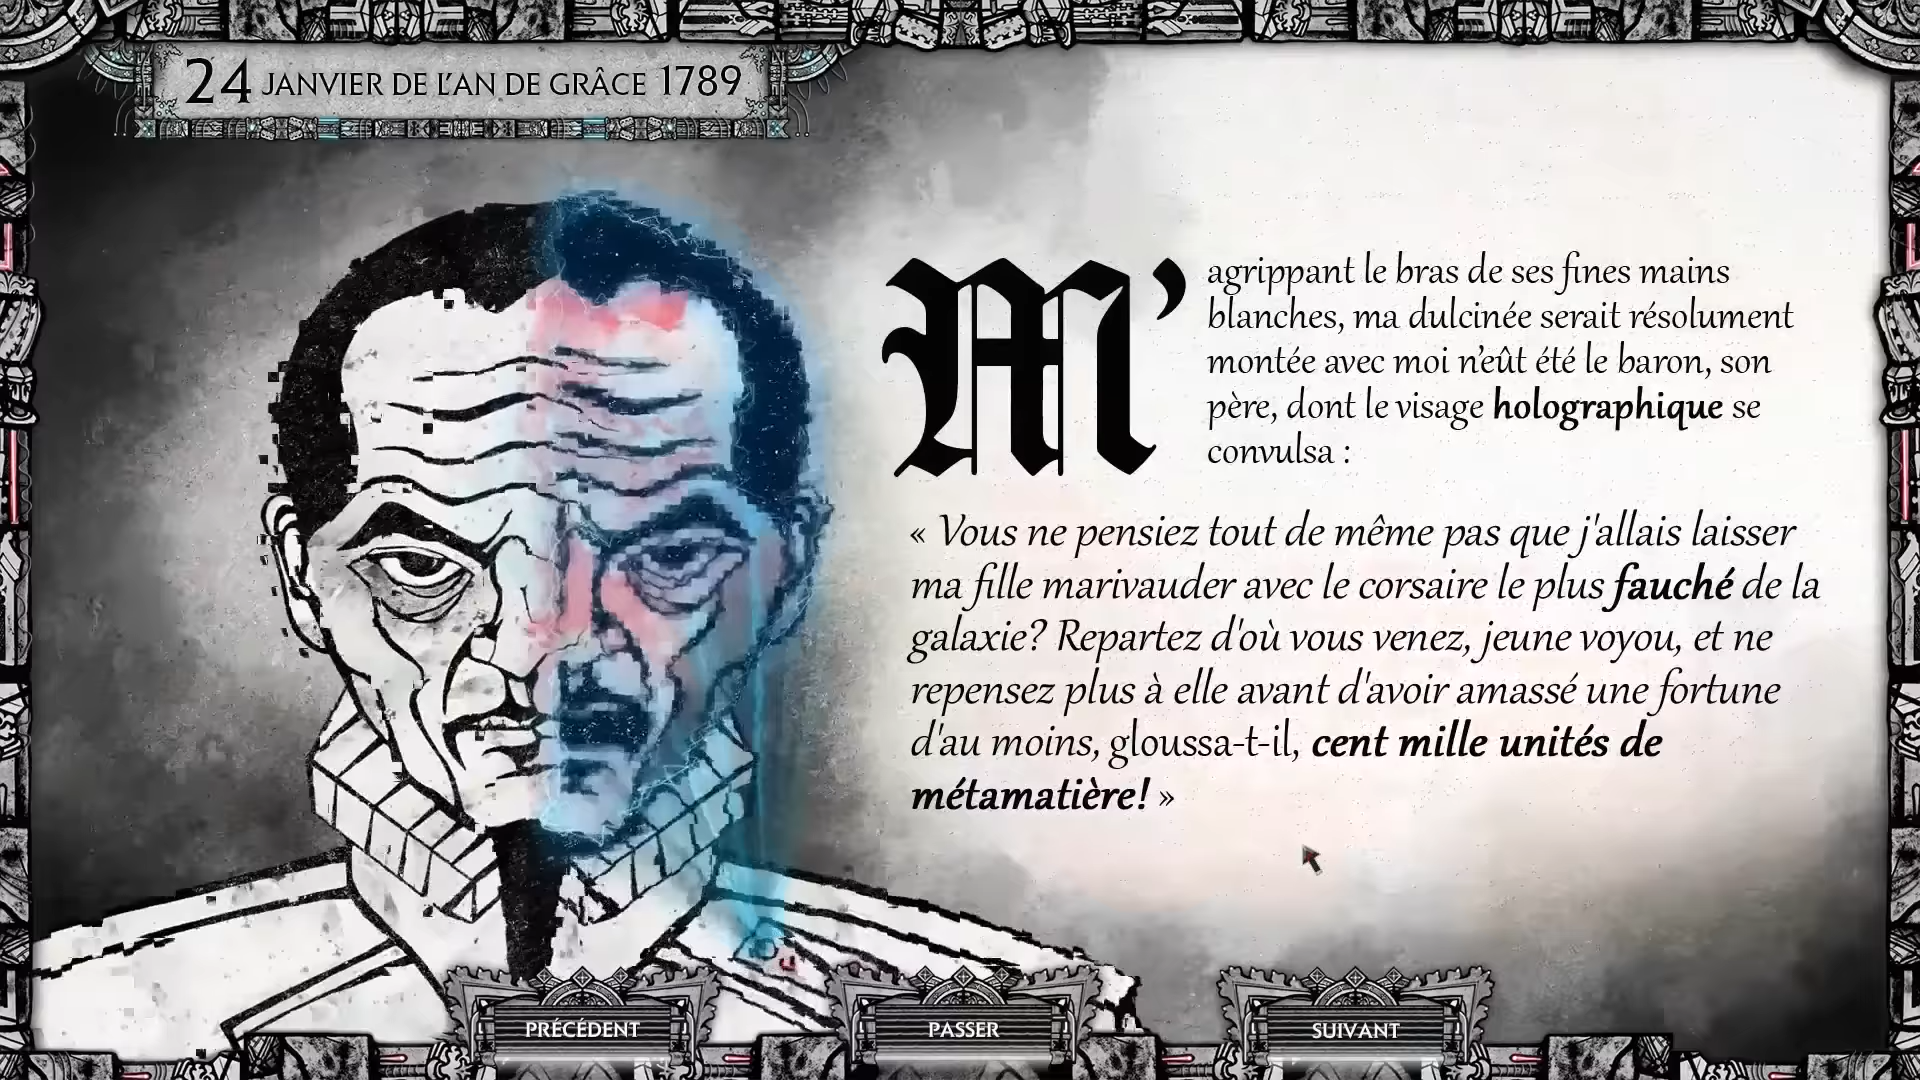 24 JANVIER DE L'AN DE GRÂCE 1789
M'agrippant le bras de ses fines mains
blanches, ma dulcinée serait résolument
montée avec moi n'eût été le baron, son
père, dont le visage holographique se
convulsa :
« Vous ne pensiez tout de même pas que j'allais laisser
ma fille marivauder avec le corsaire le plus fauché de la
galaxie? Repartez d'où vous venez, jeune voyou, et ne
repensez plus à elle avant d'avoir amassé une fortune
d'au moins, gloussa-t-il, cent mille unités de
métamatière! »
PRÉCÉDENT
PASSER
SUIVANT